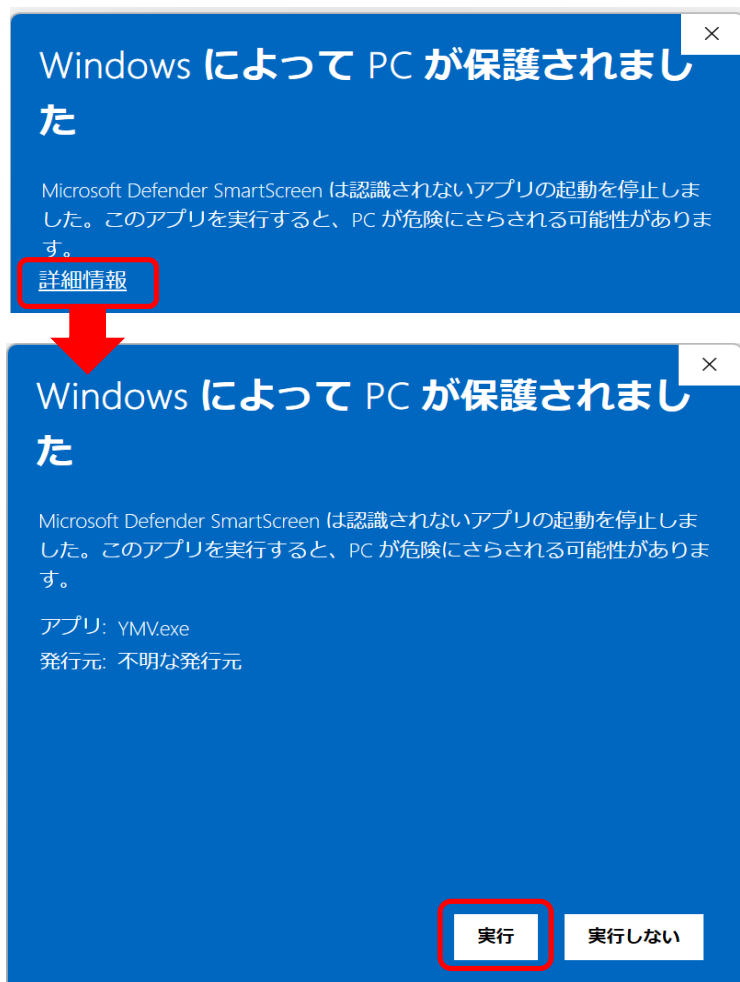 Windows によって PC が保護されまし
た
Microsoft Defender SmartScreen は認識されないアプリの起動を停止しま
した。このアプリを実行すると、PC が危険にさらされる可能性がありま
す。
詳細情報
Windows によって PC が保護されまし
た
Microsoft Defender SmartScreen は認識されないアプリの起動を停止しま
した。このアプリを実行すると、PC が危険にさらされる可能性がありま
す。
アプリ: YMV.exe
発行元: 不明な発行元
実行 実行しない